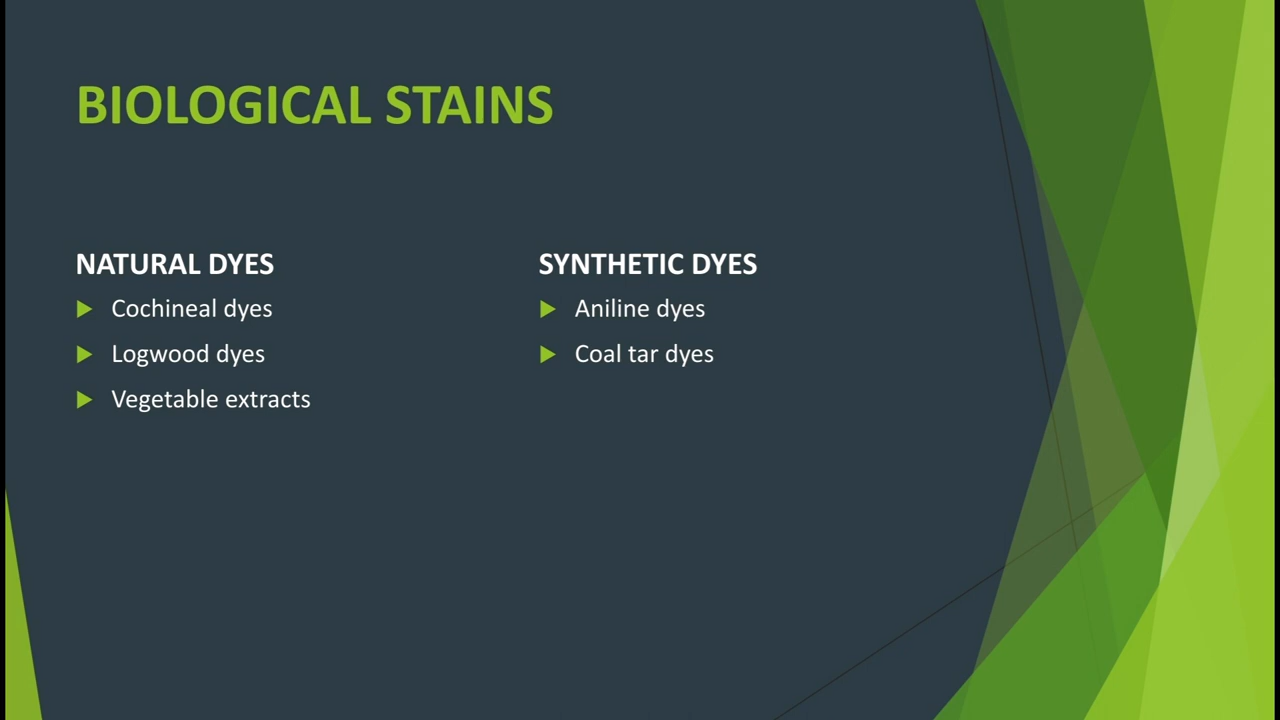 BIOLOGICAL STAINS
NATURAL DYES
Cochineal dyes
Logwood dyes
Vegetable extracts
SYNTHETIC DYES
Aniline dyes
Coal tar dyes